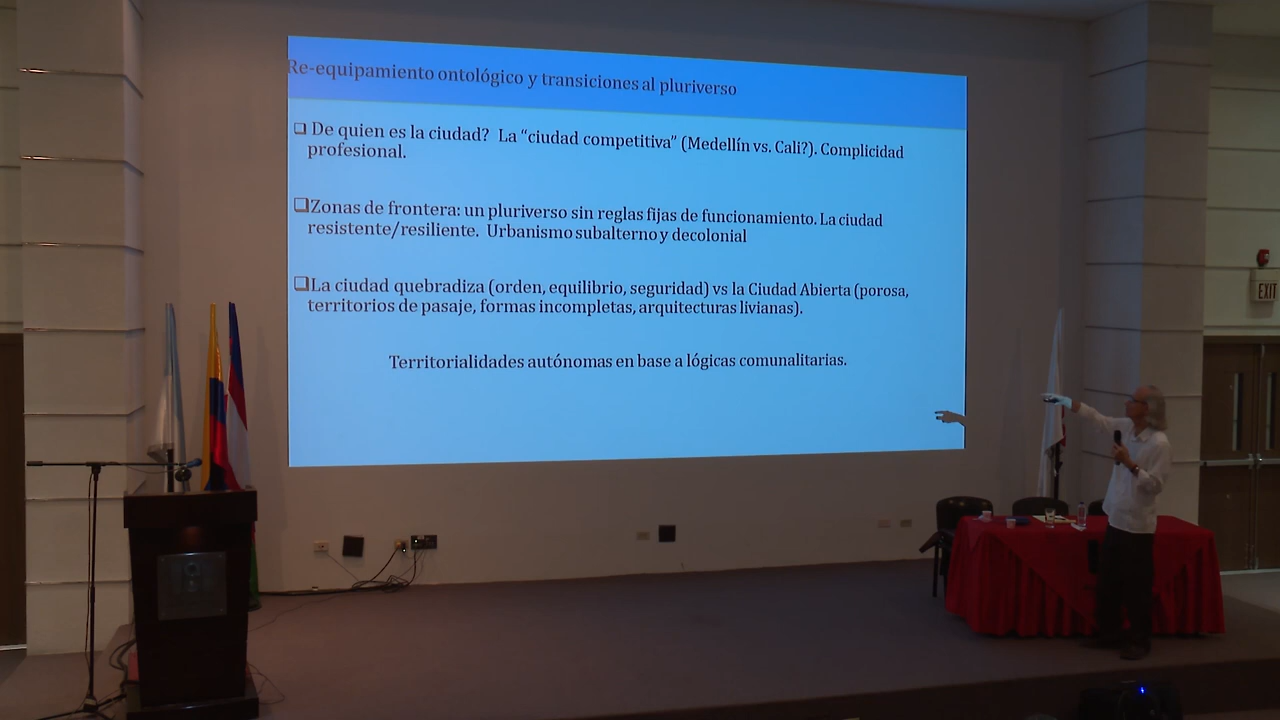 Re-equipamiento ontológico y transiciones al pluriverso
❑ De quien es la ciudad? La “ciudad competitiva” (Medellín vs. Cali?). Complicidad
profesional.
❑Zonas de frontera: un pluriverso sin reglas fijas de funcionamiento. La ciudad
resistente/resiliente. Urbanismo subalterno y decolonial
❑La ciudad quebradiza (orden, equilibrio, seguridad) vs la Ciudad Abierta (porosa,
territorios de pasaje, formas incompletas, arquitecturas livianas).
Territorialidades autónomas en base a lógicas comunalitarias.
EXIT